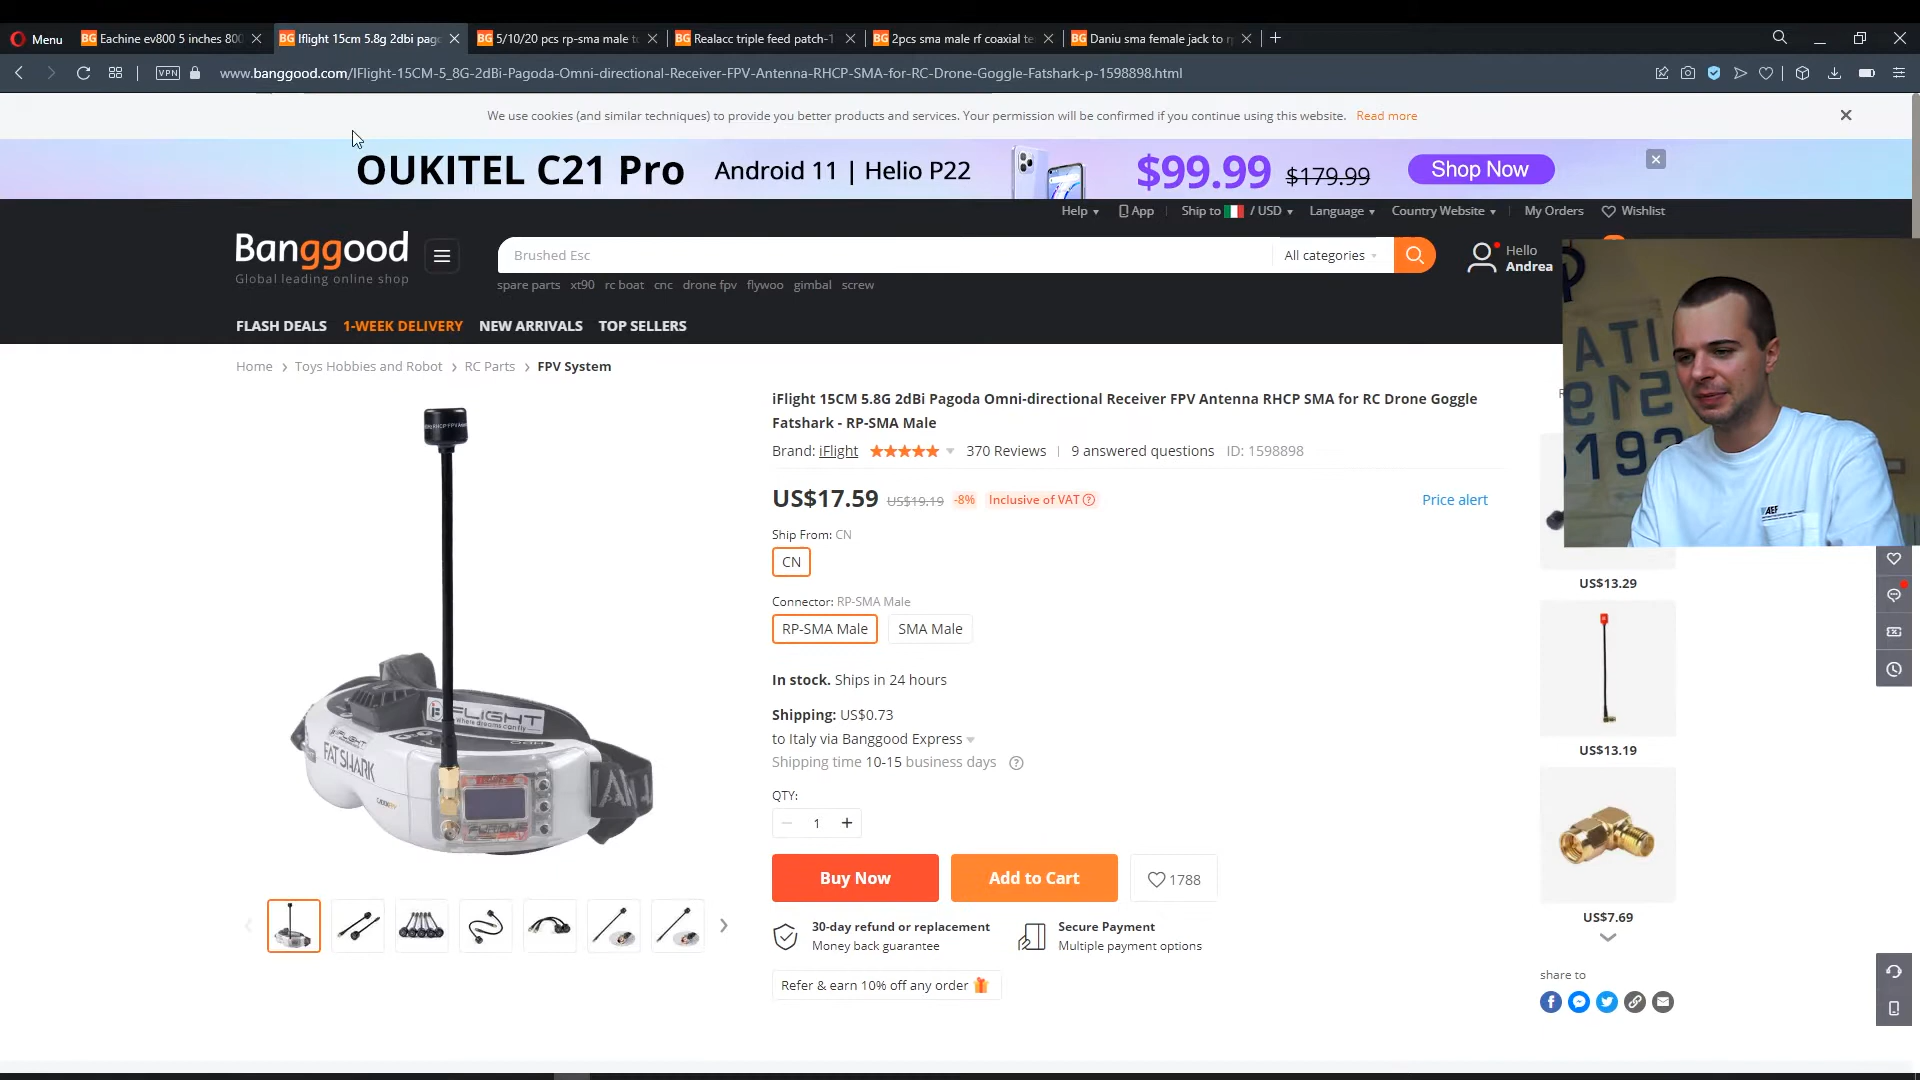 Menu
BG Eachine ev800 5 inches 800
BG Iflight 15cm 5.8g 2dbi pago
BG 5/10/20 pcs rp-sma male to
BG Realacc triple feed patch-1
BG 2pcs sma male rf coaxial te
BG Daniu sma female jack to rp
VPN
www.banggood.com/IFlight-15CM-5_8G-2dBi-Pagoda-Omni-directional-Receiver-FPV-Antenna-RHCP-SMA-for-RC-Drone-Goggle-Fatshark-p-1598898.html
We use cookies (and similar techniques) to provide you better products and services. Your permission will be confirmed if you continue using this website. Read more
OUKITEL C21 Pro Android 11 | Helio P22 $99.99 $179.99 Shop Now
Help App Ship to / USD Language Country Website My Orders Wishlist
Banggood
Global leading online shop
Brushed Esc
All categories
Hello
Andrea
spare parts xt90 rc boat cnc drone fpv flywoo gimbal screw
FLASH DEALS 1-WEEK DELIVERY NEW ARRIVALS TOP SELLERS
Home > Toys Hobbies and Robot > RC Parts > FPV System
iFlight 15CM 5.8G 2dBi Pagoda Omni-directional Receiver FPV Antenna RHCP SMA for RC Drone Goggle
Fatshark - RP-SMA Male
Brand: iFlight 370 Reviews 9 answered questions ID: 1598898
US$17.59 US$19.19 -8% Inclusive of VAT
Price alert
Ship From: CN
CN
Connector: RP-SMA Male
RP-SMA Male SMA Male
In stock. Ships in 24 hours
Shipping: US$0.73
to Italy via Banggood Express
Shipping time 10-15 business days
QTY:
1
Buy Now
Add to Cart
1788
30-day refund or replacement
Money back guarantee
Secure Payment
Multiple payment options
Refer & earn 10% off any order
FLIGHT
FAT SHARK
US$13.29
US$13.19
US$7.69
share to
AEF